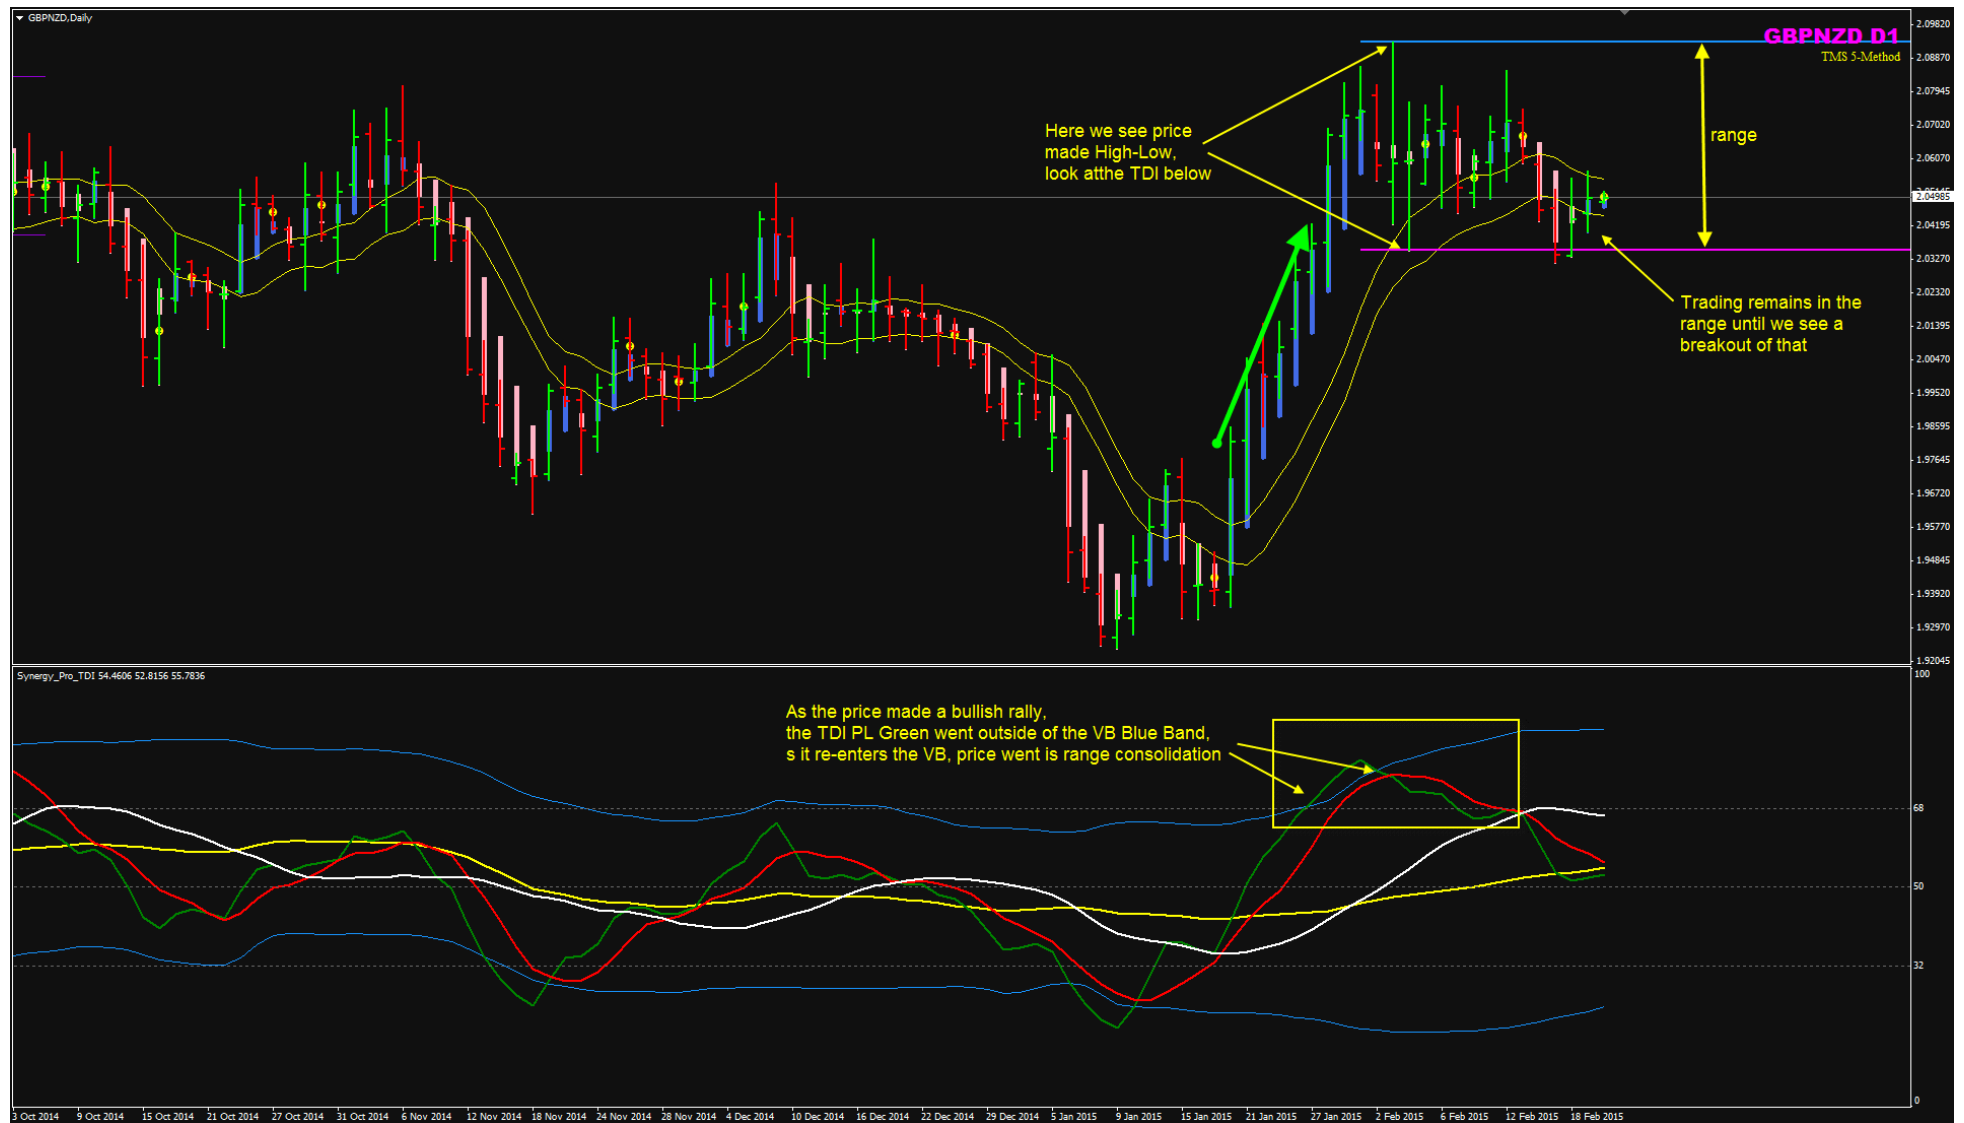 GBPNZD,Daily
GBPNZD D1
TMS 5-Method
Here we see price
made High-Low,
look atthe TDI below
range
Trading remains in the
range until we see a
breakout of that
2.09820
2.08870
2.07945
2.07020
2.06070
2.04985
2.04195
2.03270
2.02320
2.01395
2.00470
1.99520
1.98595
1.97645
1.96720
1.95770
1.94845
1.93920
1.92970
1.92045
Synergy_Pro_TDI 54.4606 52.8156 55.7836
As the price made a bullish rally,
the TDI PL Green went outside of the VB Blue Band,
s it re-enters the VB, price went is range consolidation
100
68
50
32
0
3 Oct 2014 9 Oct 2014 15 Oct 2014 21 Oct 2014 27 Oct 2014 31 Oct 2014 6 Nov 2014 12 Nov 2014 18 Nov 2014 24 Nov 2014 28 Nov 2014 4 Dec 2014 10 Dec 2014 16 Dec 2014 22 Dec 2014 29 Dec 2014 5 Jan 2015 9 Jan 2015 15 Jan 2015 21 Jan 2015 27 Jan 2015 2 Feb 2015 6 Feb 2015 12 Feb 2015 18 Feb 2015